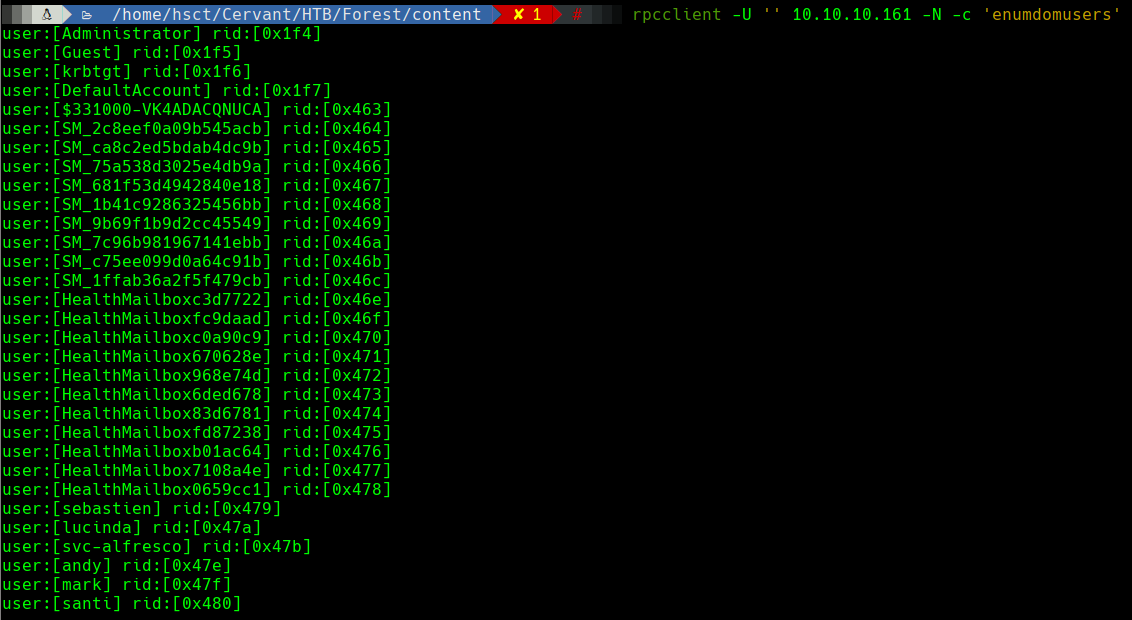 /home/hsct/Cervant/HTB/Forest/content ✘ 1 # rpcclient -U '' 10.10.10.161 -N -c 'enumdomusers'
user:[Administrator] rid:[0x1f4]
user:[Guest] rid:[0x1f5]
user:[krbtgt] rid:[0x1f6]
user:[DefaultAccount] rid:[0x1f7]
user:[$331000-VK4ADACQNUCA] rid:[0x463]
user:[SM_2c8eef0a09b545acb] rid:[0x464]
user:[SM_ca8c2ed5bdab4dc9b] rid:[0x465]
user:[SM_75a538d3025e4db9a] rid:[0x466]
user:[SM_681f53d4942840e18] rid:[0x467]
user:[SM_1b41c9286325456bb] rid:[0x468]
user:[SM_9b69f1b9d2cc45549] rid:[0x469]
user:[SM_7c96b981967141ebb] rid:[0x46a]
user:[SM_c75ee099d0a64c91b] rid:[0x46b]
user:[SM_1ffab36a2f5f479cb] rid:[0x46c]
user:[HealthMailboxc3d7722] rid:[0x46e]
user:[HealthMailboxfc9daad] rid:[0x46f]
user:[HealthMailboxc0a90c9] rid:[0x470]
user:[HealthMailbox670628e] rid:[0x471]
user:[HealthMailbox968e74d] rid:[0x472]
user:[HealthMailbox6ded678] rid:[0x473]
user:[HealthMailbox83d6781] rid:[0x474]
user:[HealthMailboxfd87238] rid:[0x475]
user:[HealthMailboxb01ac64] rid:[0x476]
user:[HealthMailbox7108a4e] rid:[0x477]
user:[HealthMailbox0659cc1] rid:[0x478]
user:[sebastien] rid:[0x479]
user:[lucinda] rid:[0x47a]
user:[svc-alfresco] rid:[0x47b]
user:[andy] rid:[0x47e]
user:[mark] rid:[0x47f]
user:[santi] rid:[0x480]